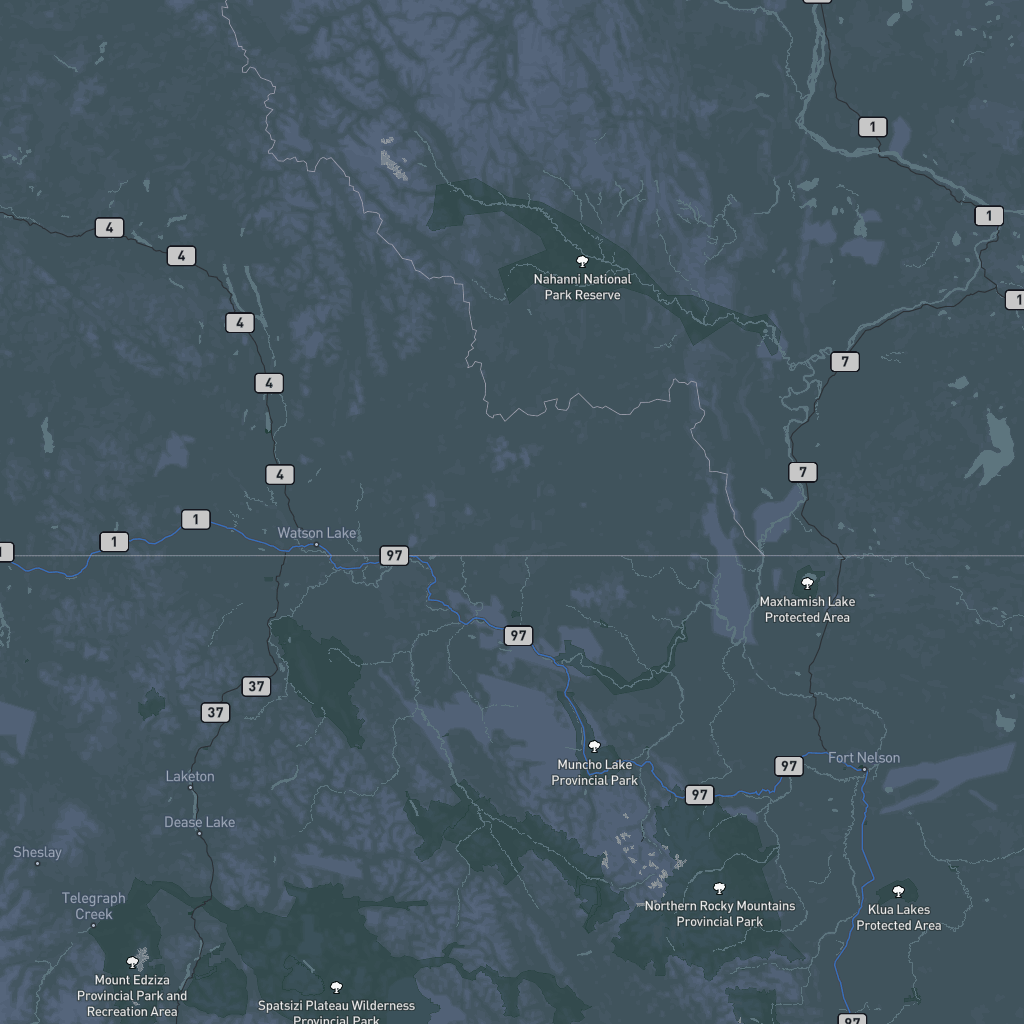 1
1
4
4
Nahanni National
Park Reserve
1
4
7
4
7
4
1
Watson Lake
1
97
Maxhamish Lake
Protected Area
97
37
37
Muncho Lake
Provincial Park
Fort Nelson
97
Laketon
97
Dease Lake
Sheslay
Telegraph
Creek
Northern Rocky Mountains
Provincial Park
Klua Lakes
Protected Area
Mount Edziza
Provincial Park and
Recreation Area
Spatsizi Plateau Wilderness
Provincial Park
97